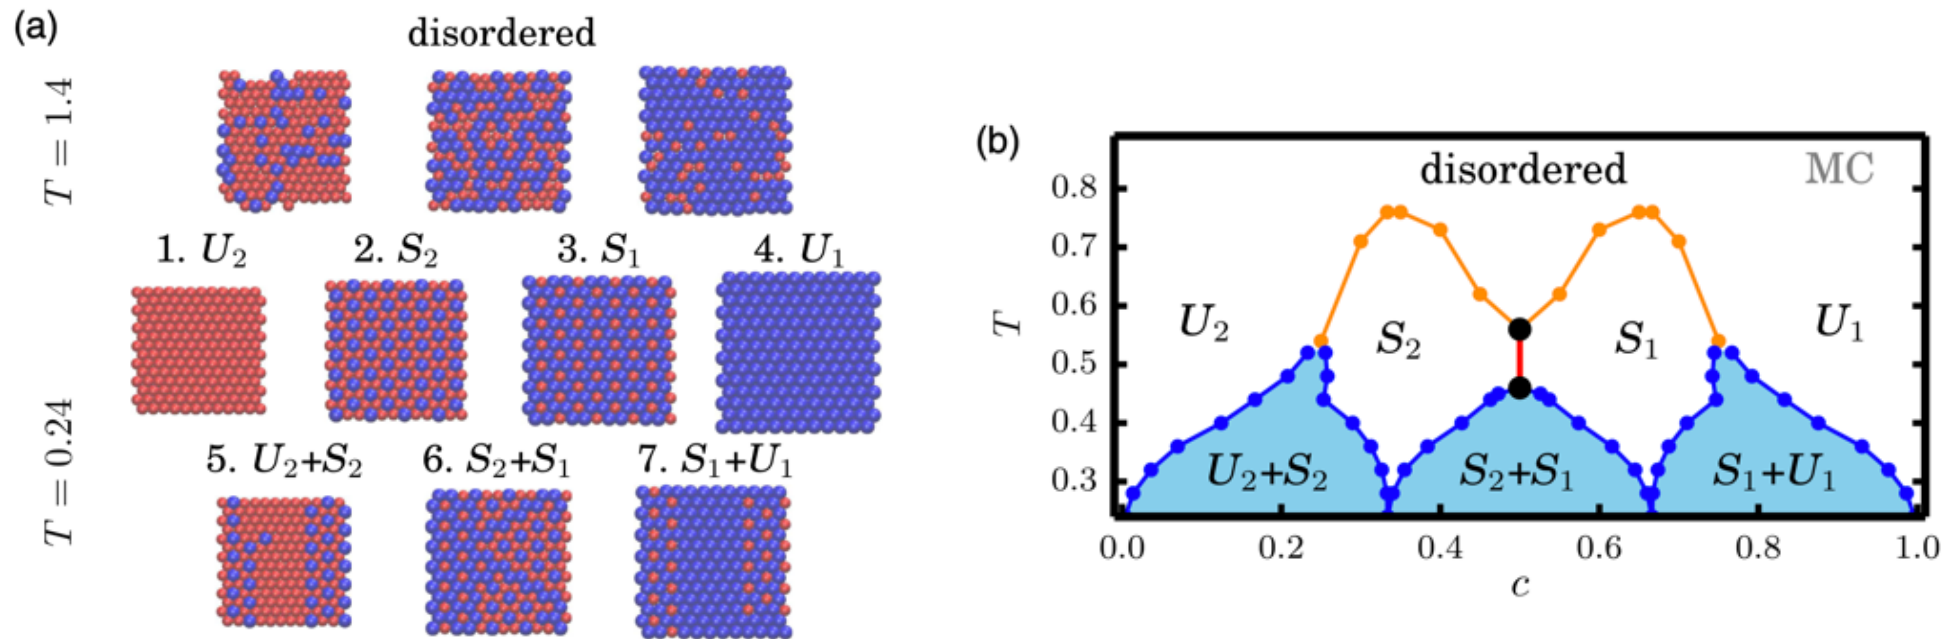 (a)
disordered
T = 1.4
1. U₂
2. S₂
3. S₁
4. U₁
T = 0.24
5. U₂+S₂
6. S₂+S₁
7. S₁+U₁
(b)
disordered
MC
0.8
0.7
0.6
0.5
0.4
0.3
T
U₂
S₂
S₁
U₁
U₂+S₂
S₂+S₁
S₁+U₁
0.0
0.2
0.4
0.6
0.8
1.0
c